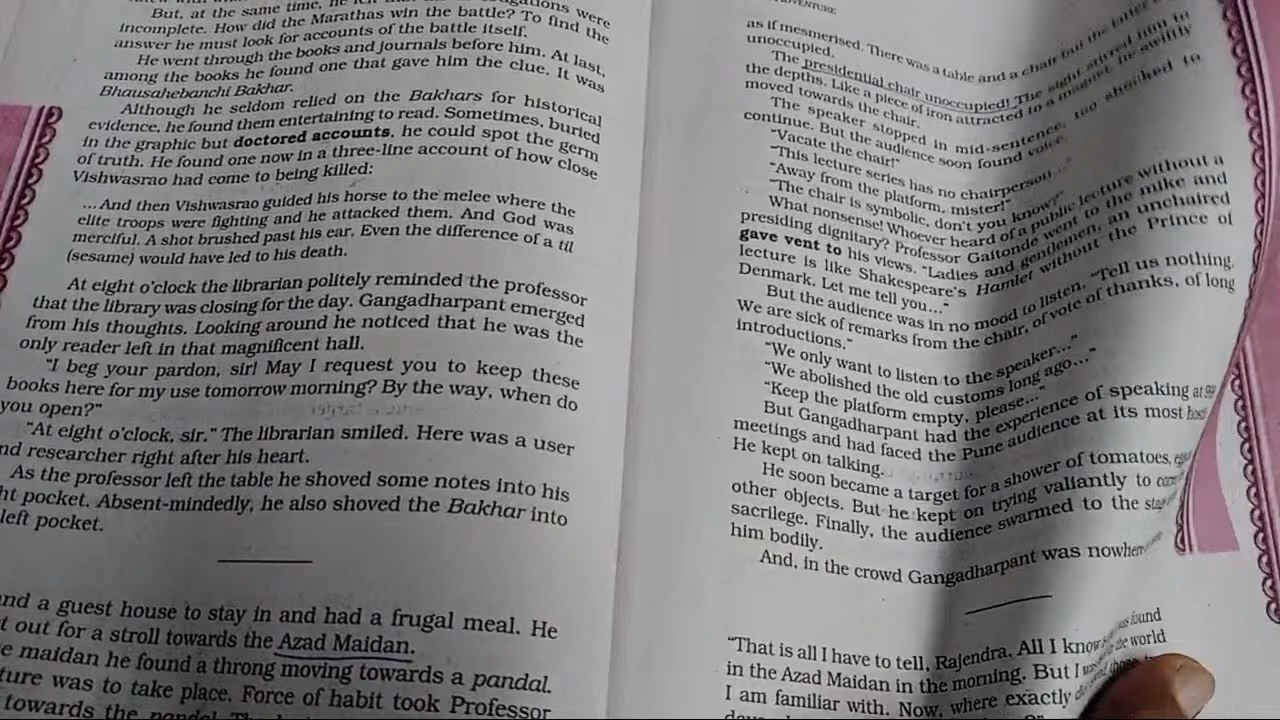 But, at the same time, he
were
incomplete. How did the Marathas win the battle? To find the
answer he must look for accounts of the battle itself.
He went through the books and journals before him. At last,
among the books he found one that gave him the clue. It was
Bhausahebanchi Bakhar.
Although he seldom relied on the Bakhars for historical
evidence, he found them entertaining to read. Sometimes, buried
in the graphic but doctored accounts, he could spot the germ
of truth. He found one now in a three-line account of how close
Vishwasrao had come to being killed:
...And then Vishwasrao guided his horse to the melee where the
elite troops were fighting and he attacked them. And God was
merciful. A shot brushed past his ear. Even the difference of a til
(sesame) would have led to his death.
At eight o'clock the librarian politely reminded the professor
that the library was closing for the day. Gangadharpant emerged
from his thoughts. Looking around he noticed that he was the
only reader left in that magnificent hall.
"I beg your pardon, sir! May I request you to keep these
books here for my use tomorrow morning? By the way, when do
you open?"
"At eight o'clock, sir." The librarian smiled. Here was a user
nd researcher right after his heart.
As the professor left the table he shoved some notes into his
ht pocket. Absent-mindedly, he also shoved the Bakhar into
left pocket.
nd a guest house to stay in and had a frugal meal. He
t out for a stroll towards the Azad Maidan.
e maidan he found a throng moving towards a pandal.
ture was to take place. Force of habit took Professor
towards the pandal.
ADVENTURE
as if mesmerised. There was a table and a chair but the latter
unoccupied.
The presidential chair unoccupied! The sight stirred him to
the depths. Like a piece of iron attracted to a magnet, he swiftly
moved towards the chair.
The speaker stopped in mid-sentence, too shocked to
continue. But the audience soon found voice.
"Vacate the chair!"
"This lecture series has no chairperson...
"Away from the platform, mister!"
"The chair is symbolic, don't you know?"
What nonsense! Whoever heard of a public lecture without a
presiding dignitary? Professor Gaitonde went to the mike and
gave vent to his views. "Ladies and gentlemen, an unchaired
lecture is like Shakespeare's Hamlet without the Prince of
Denmark. Let me tell you..."
But the audience was in no mood to listen. "Tell us nothing.
We are sick of remarks from the chair, of vote of thanks, of long
introductions."
"We only want to listen to the speaker..."
"We abolished the old customs long ago..."
"Keep the platform empty, please..."
But Gangadharpant had the experience of speaking at
meetings and had faced the Pune audience at its most
He kept on talking.
He soon became a target for a shower of tomatoes,
other objects. But he kept on trying valiantly to
sacrilege. Finally, the audience swarmed to the
him bodily.
And, in the crowd Gangadharpant was nowhere
"That is all I have to tell, Rajendra. All I know was found
in the Azad Maidan in the morning. But I the world
I am familiar with. Now, where exactly